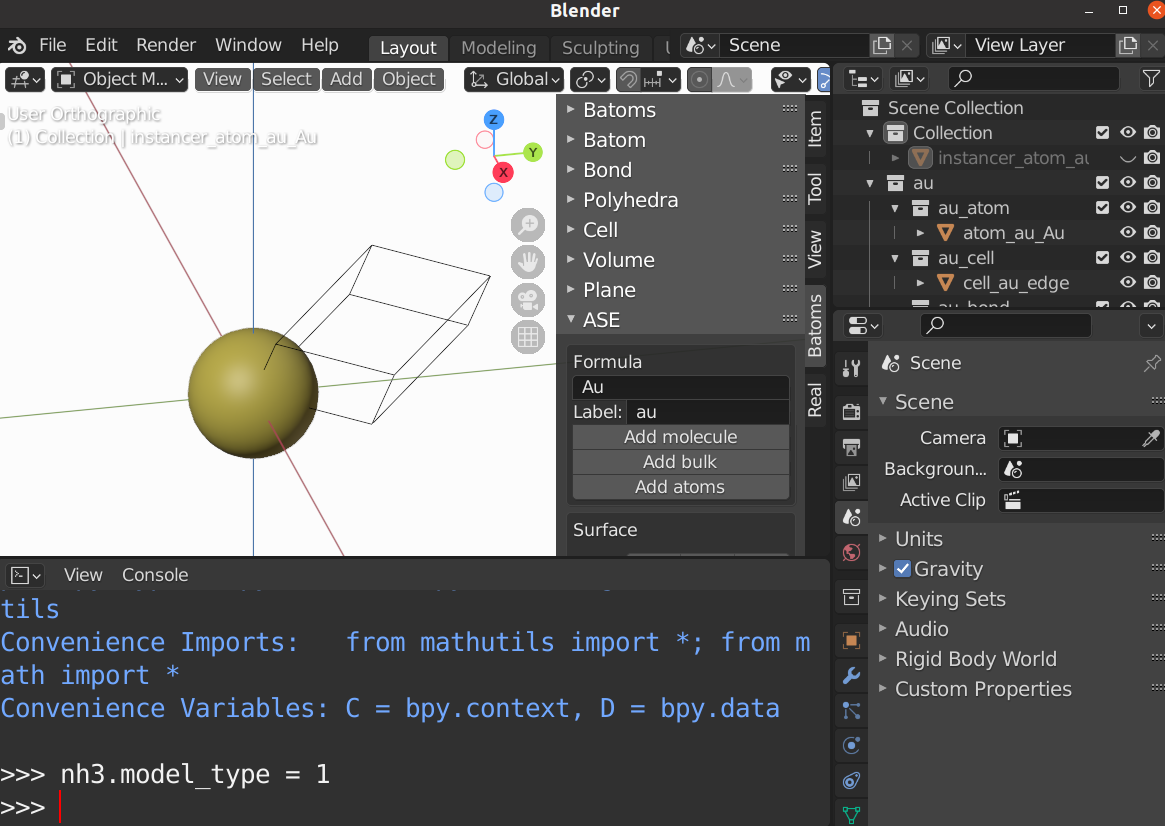 Blender
File Edit Render Window Help Layout Modeling Sculpting Scene View Layer
Object M... View Select Add Object Global
User Orthographic
(1) Collection | instancer_atom_au_Au
Z
Y
X
Batoms
Batom
Bond
Polyhedra
Cell
Volume
Plane
ASE
Formula
Au
Label: au
Add molecule
Add bulk
Add atoms
Surface
Item
Tool
View
Batoms
Real
Scene Collection
Collection
instancer_atom_au
au
au_atom
atom_au_Au
au_cell
cell_au_edge
au_bond
Scene
Scene
Camera
Backgroun...
Active Clip
Units
Gravity
Keying Sets
Audio
Rigid Body World
Custom Properties
View Console
tils
Convenience Imports: from mathutils import *; from m
ath import *
Convenience Variables: C = bpy.context, D = bpy.data
>>> nh3.model_type = 1
>>>